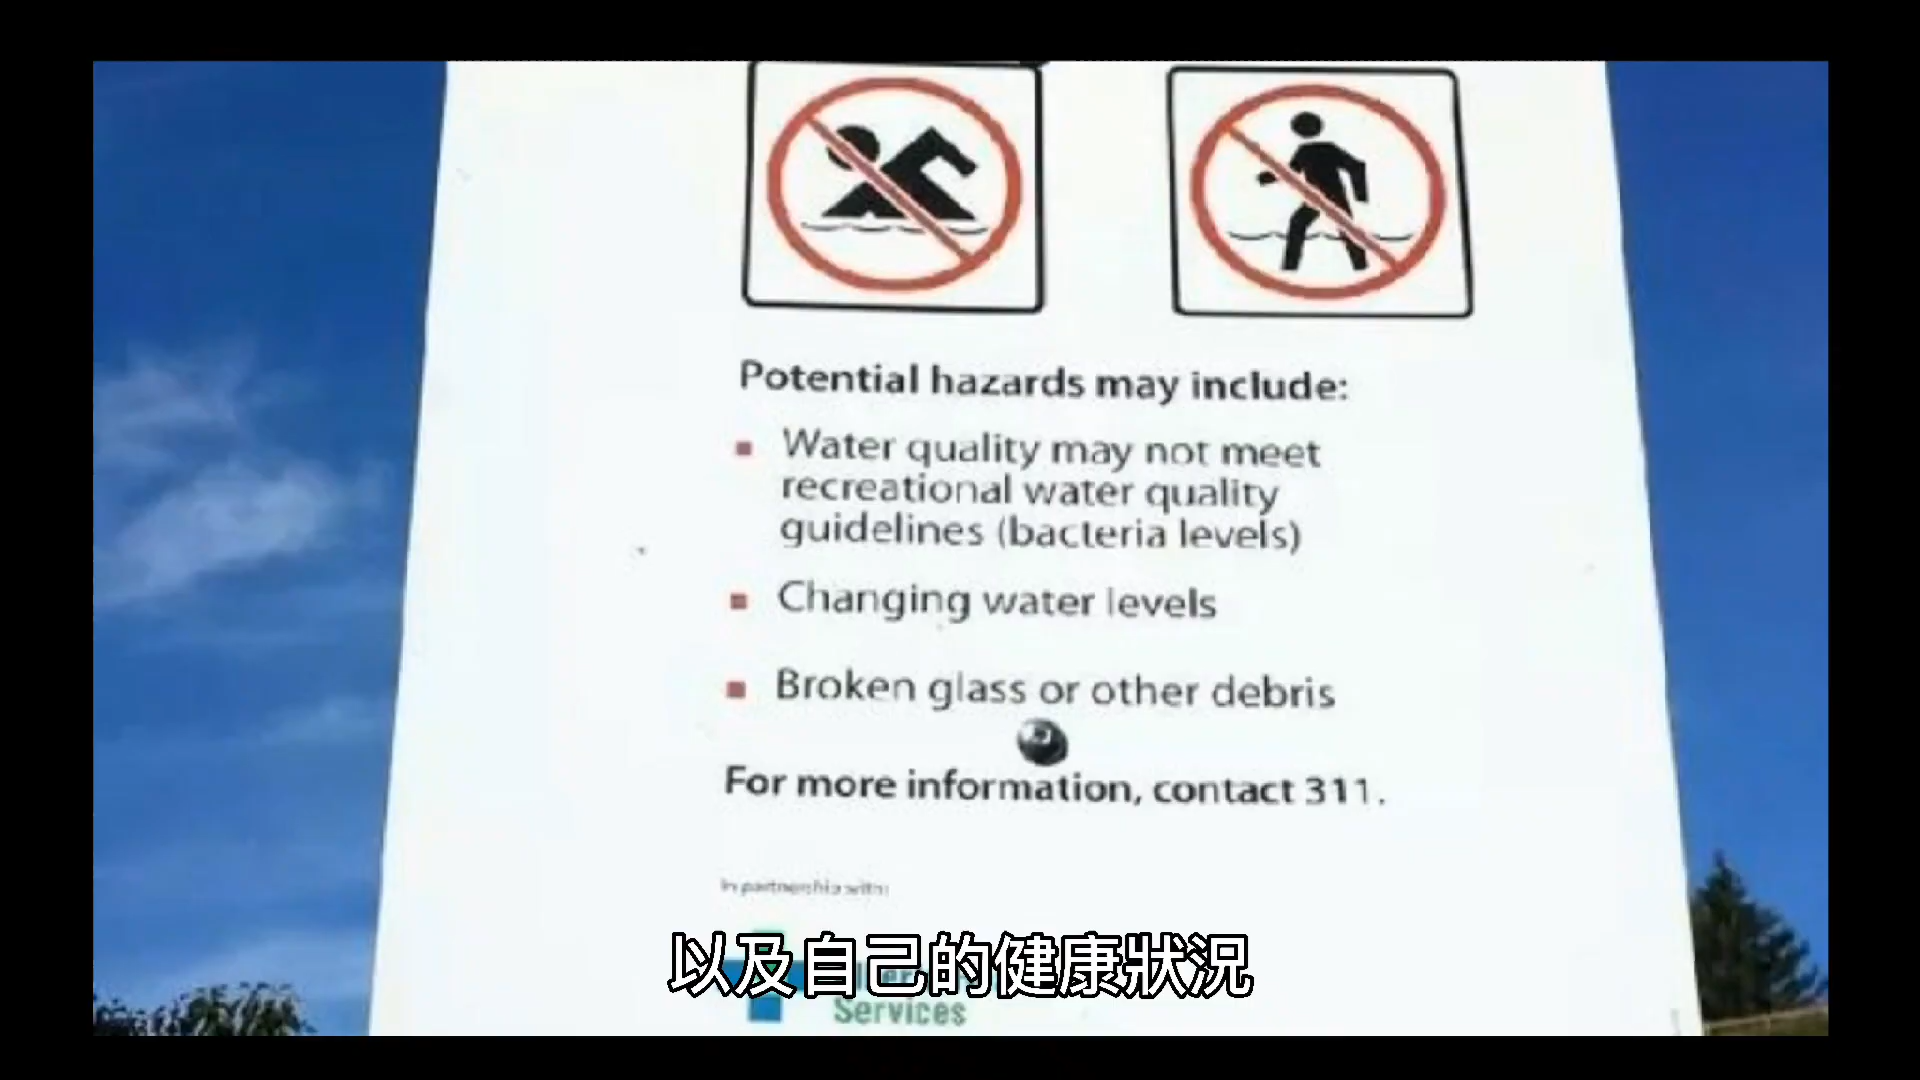 Potential hazards may include:
Water quality may not meet
recreational water quality
guidelines (bacteria levels)
Changing water levels
Broken glass or other debris
For more information, contact 311.
In partnership with:
以及自己的健康狀況
Services